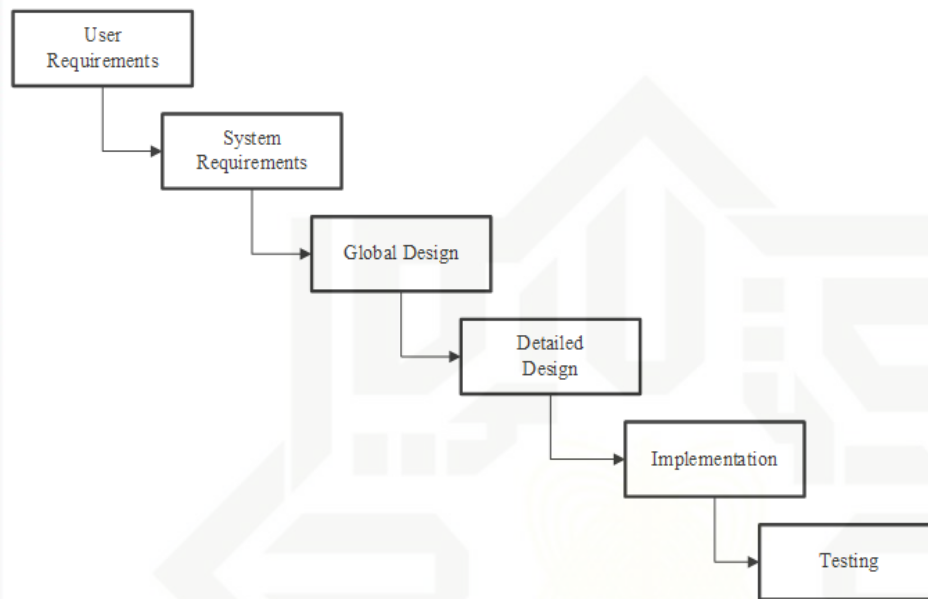 User
Requirements
System
Requirements
Global Design
Detailed
Design
Implementation
Testing